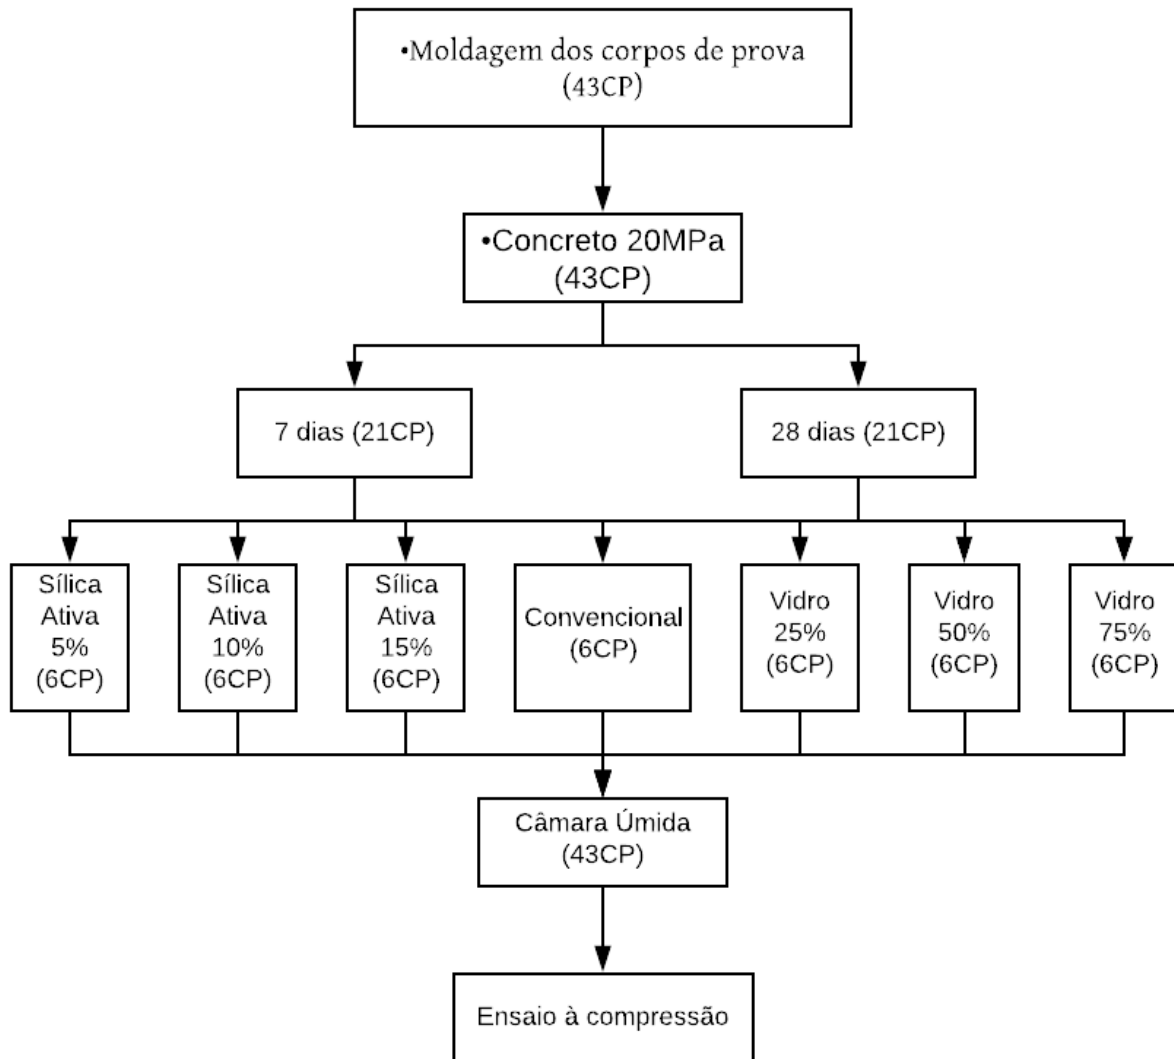 •Moldagem dos corpos de prova
(43CP)
•Concreto 20MPa
(43CP)
7 dias (21CP)
28 dias (21CP)
Sílica
Ativa
5%
(6CP)
Sílica
Ativa
10%
(6CP)
Sílica
Ativa
15%
(6CP)
Convencional
(6CP)
Vidro
25%
(6CP)
Vidro
50%
(6CP)
Vidro
75%
(6CP)
Câmara Úmida
(43CP)
Ensaio à compressão